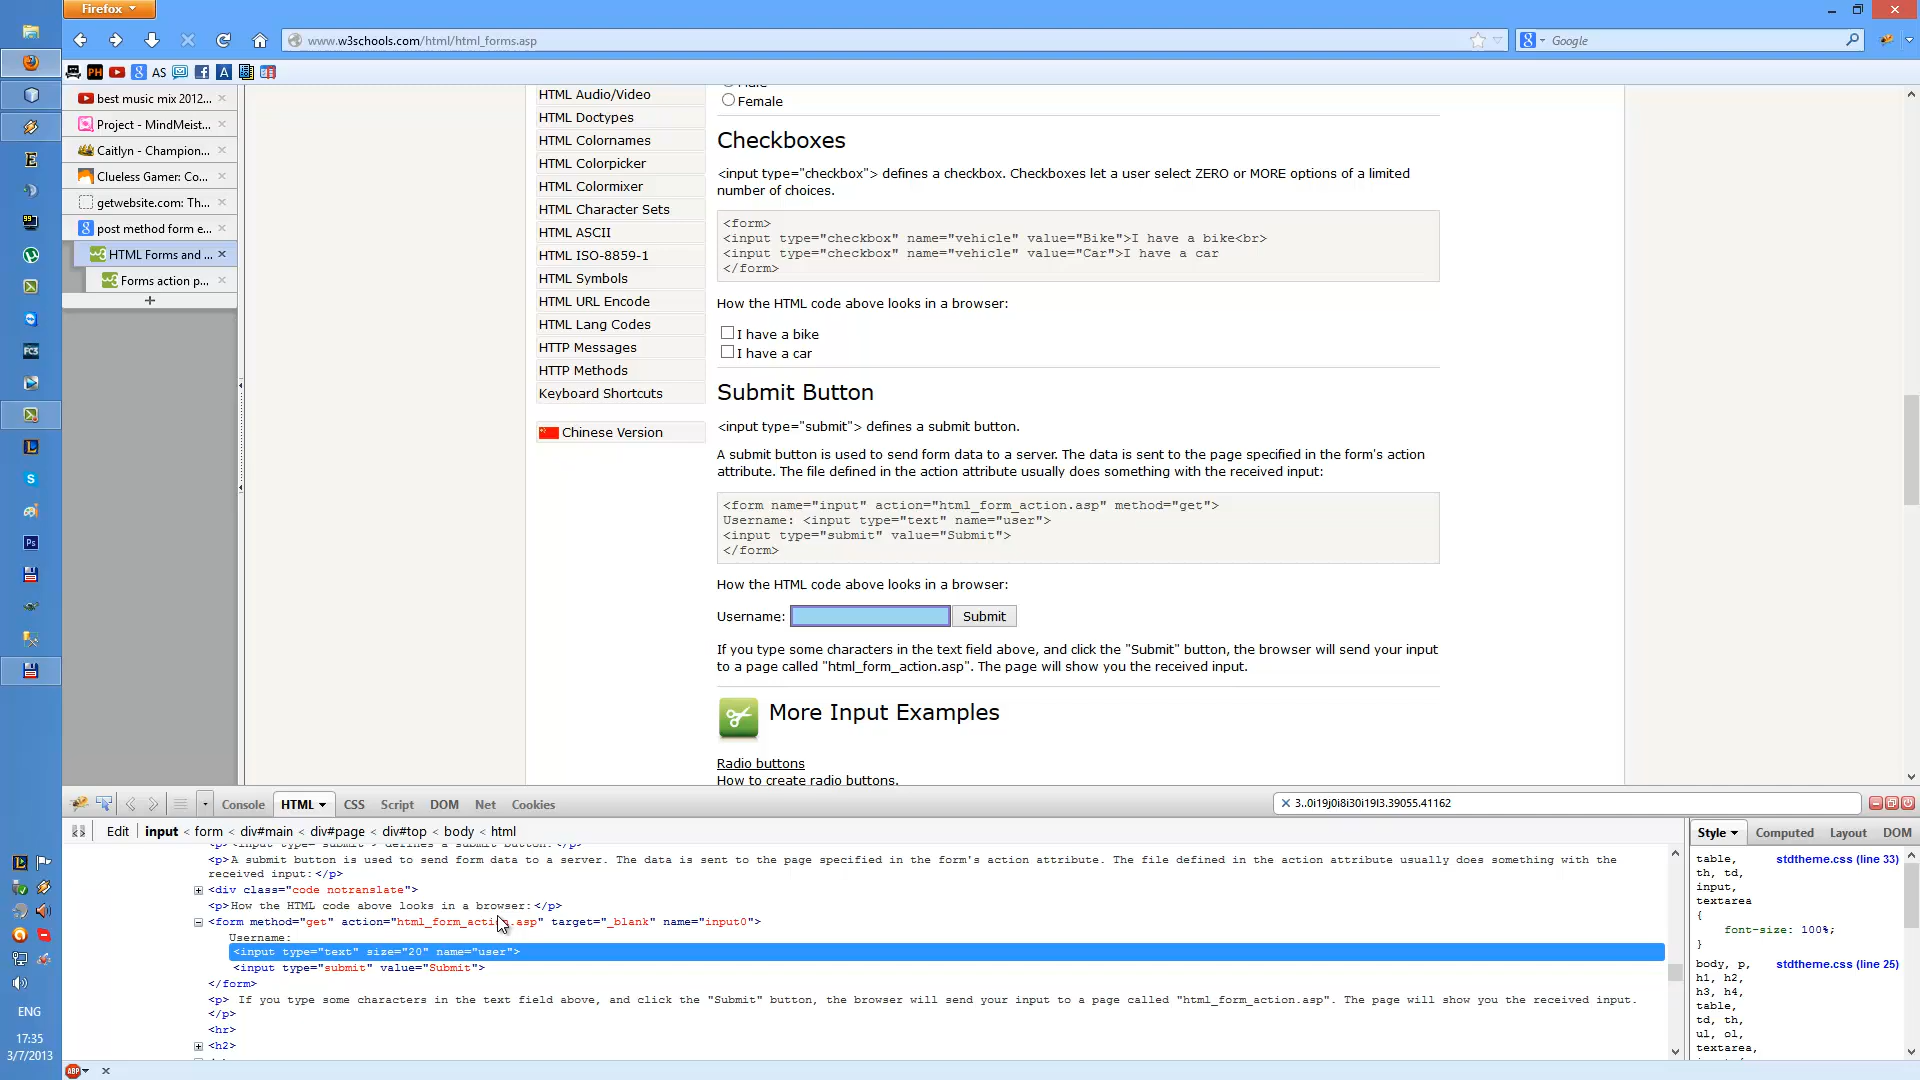 Firefox
www.w3schools.com/html/html_forms.asp
Google
PH
AS
best music mix 2012...
Project - MindMeist...
Caitlyn - Champion...
Clueless Gamer: Co...
getwebsite.com: Th...
post method form e...
HTML Forms and ...
Forms action p...
HTML Audio/Video
HTML Doctypes
HTML Colornames
HTML Colorpicker
HTML Colormixer
HTML Character Sets
HTML ASCII
HTML ISO-8859-1
HTML Symbols
HTML URL Encode
HTML Lang Codes
HTTP Messages
HTTP Methods
Keyboard Shortcuts
Chinese Version
Male
Female
Checkboxes
<input type="checkbox"> defines a checkbox. Checkboxes let a user select ZERO or MORE options of a limited
number of choices.
<form>
<input type="checkbox" name="vehicle" value="Bike">I have a bike<br>
<input type="checkbox" name="vehicle" value="Car">I have a car
</form>
How the HTML code above looks in a browser:
I have a bike
I have a car
Submit Button
<input type="submit"> defines a submit button.
A submit button is used to send form data to a server. The data is sent to the page specified in the form's action
attribute. The file defined in the action attribute usually does something with the received input:
<form name="input" action="html_form_action.asp" method="get">
Username: <input type="text" name="user">
<input type="submit" value="Submit">
</form>
How the HTML code above looks in a browser:
Username: Submit
If you type some characters in the text field above, and click the "Submit" button, the browser will send your input
to a page called "html_form_action.asp". The page will show you the received input.
More Input Examples
Radio buttons
How to create radio buttons.
Console HTML CSS Script DOM Net Cookies
3..0i19j0i8i30i19l3.39055.41162
Edit input < form < div#main < div#page < div#top < body < html
<p><input type="submit"> defines a submit button.</p>
<p>A submit button is used to send form data to a server. The data is sent to the page specified in the form's action attribute. The file defined in the action attribute usually does something with the
received input:</p>
<div class="code notranslate">
<p>How the HTML code above looks in a browser:</p>
<form method="get" action="html_form_action.asp" target="_blank" name="input0">
Username:
<input type="text" size="20" name="user">
<input type="submit" value="Submit">
</form>
<p> If you type some characters in the text field above, and click the "Submit" button, the browser will send your input to a page called "html_form_action.asp". The page will show you the received input.
</p>
<hr>
<h2>
Style Computed Layout DOM
table, stdtheme.css (line 33)
th, td,
input,
textarea
{
font-size: 100%;
}
body, p, stdtheme.css (line 25)
h1, h2,
h3, h4,
table,
td, th,
ul, ol,
textarea,
FC3
Ps
ENG
17:35
3/7/2013
ABP